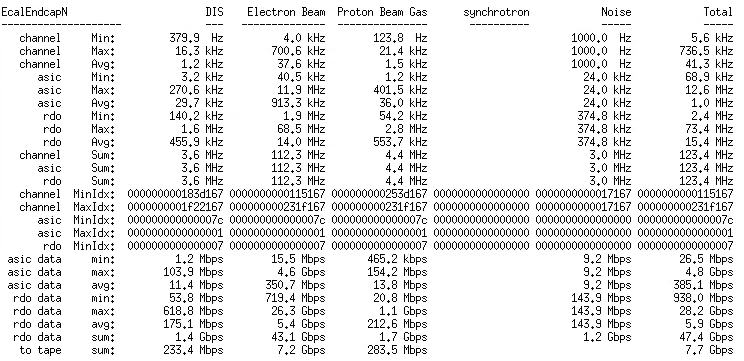 EcalEndcapN DIS Electron Beam Proton Beam Gas synchrotron Noise Total
channel Min: 379.9 Hz 4.0 kHz 123.8 Hz 1000.0 Hz 5.6 kHz
channel Max: 16.3 kHz 700.6 kHz 21.4 kHz 1000.0 Hz 736.5 kHz
channel Avg: 1.2 kHz 37.6 kHz 1.5 kHz 1000.0 Hz 41.3 kHz
asic Min: 3.2 kHz 40.5 kHz 1.2 kHz 24.0 kHz 68.9 kHz
asic Max: 270.6 kHz 11.9 MHz 401.5 kHz 24.0 kHz 12.6 MHz
asic Avg: 29.7 kHz 913.3 kHz 36.0 kHz 24.0 kHz 1.0 MHz
rdo Min: 140.2 kHz 1.9 MHz 54.2 kHz 374.8 kHz 2.4 MHz
rdo Max: 1.6 MHz 68.5 MHz 2.8 MHz 374.8 kHz 73.4 MHz
rdo Avg: 455.9 kHz 14.0 MHz 553.7 kHz 374.8 kHz 15.4 MHz
channel Sum: 3.6 MHz 112.3 MHz 4.4 MHz 3.0 MHz 123.4 MHz
asic Sum: 3.6 MHz 112.3 MHz 4.4 MHz 3.0 MHz 123.4 MHz
rdo Sum: 3.6 MHz 112.3 MHz 4.4 MHz 3.0 MHz 123.4 MHz
channel MinIdx: 000000000183d167 0000000000115167 000000000253d167 0000000000000000 0000000000017167 0000000000115167
channel MaxIdx: 000000001f22167 000000000231f167 000000000231f167 0000000000000000 0000000000017167 000000000231f167
asic MinIdx: 000000000000007c 000000000000007c 000000000000007c 0000000000000000 0000000000000000 000000000000007c
asic MaxIdx: 0000000000000001 0000000000000001 0000000000000001 0000000000000000 0000000000000000 0000000000000001
rdo MinIdx: 0000000000000007 0000000000000007 0000000000000007 0000000000000000 0000000000000000 0000000000000007
asic data min: 1.2 Mbps 15.5 Mbps 465.2 kbps 9.2 Mbps 26.5 Mbps
asic data max: 103.9 Mbps 4.6 Gbps 154.2 Mbps 9.2 Mbps 4.8 Gbps
asic data avg: 11.4 Mbps 350.7 Mbps 13.8 Mbps 9.2 Mbps 385.1 Mbps
rdo data min: 53.8 Mbps 719.4 Mbps 20.8 Mbps 143.9 Mbps 938.0 Mbps
rdo data max: 618.8 Mbps 26.3 Gbps 1.1 Gbps 143.9 Mbps 28.2 Gbps
rdo data avg: 175.1 Mbps 5.4 Gbps 212.6 Mbps 143.9 Mbps 5.9 Gbps
rdo data sum: 1.4 Gbps 43.1 Gbps 1.7 Gbps 1.2 Gbps 47.4 Gbps
to tape sum: 233.4 Mbps 7.2 Gbps 283.5 Mbps 7.7 Gbps